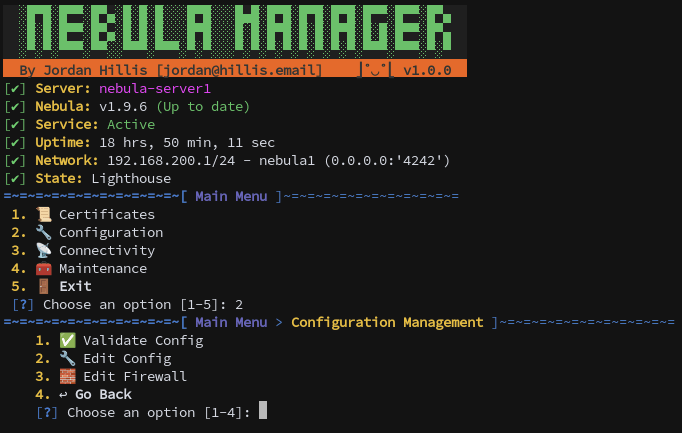 NEBULA MANAGER
By Jordan Hillis [jordan@hillis.email] ⎦˚◡˚⎣ v1.0.0
[✔] Server: nebula-server1
[✔] Nebula: v1.9.6 (Up to date)
[✔] Service: Active
[✔] Uptime: 18 hrs, 50 min, 11 sec
[✔] Network: 192.168.200.1/24 - nebula1 (0.0.0.0:'4242')
[✔] State: Lighthouse
=~=~=~=~=~=~=~=~=~=~=~[ Main Menu ]~=~=~=~=~=~=~=~=~=~=~=
1. 📜 Certificates
2. 🔧 Configuration
3. 📡 Connectivity
4. 🧰 Maintenance
5. 🚪 Exit
[?] Choose an option [1-5]: 2
=~=~=~=~=~=~=~=~=~=~=~[ Main Menu > Configuration Management ]~=~=~=~=~=~=~=~=~=~=~=
1. ✅ Validate Config
2. 🔧 Edit Config
3. 🧱 Edit Firewall
4. ↩ Go Back
[?] Choose an option [1-4]: